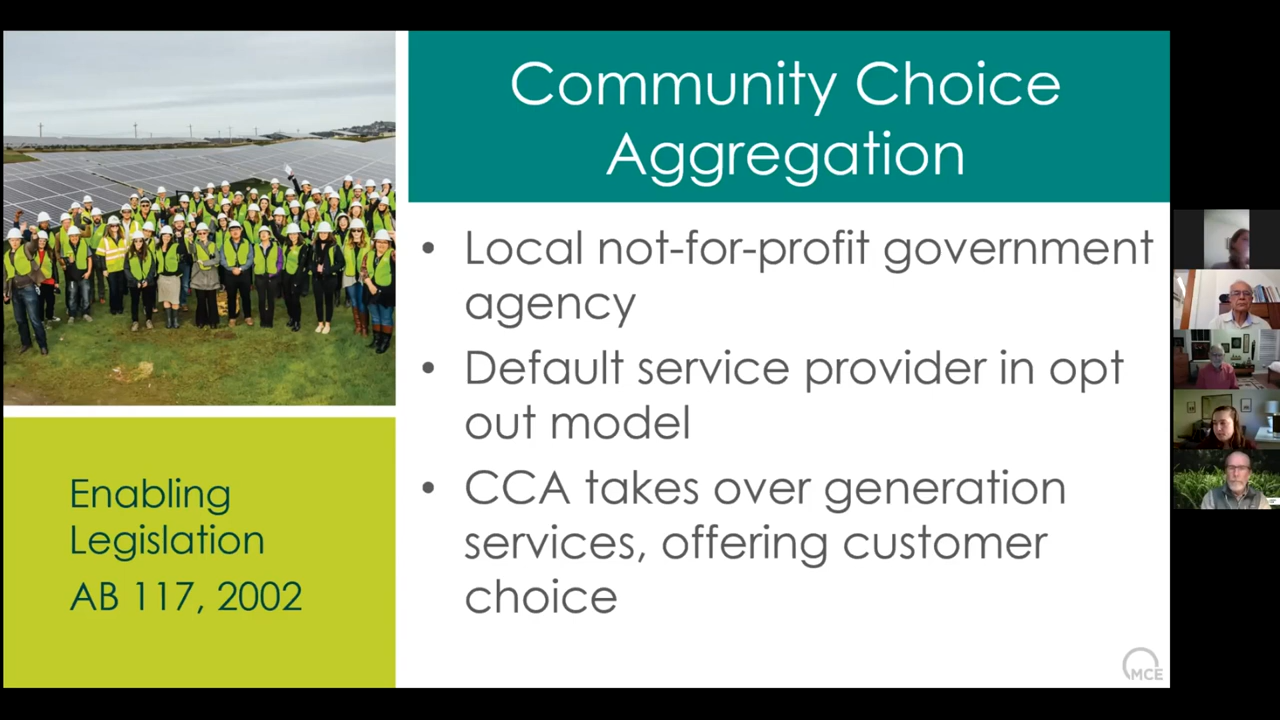 Community Choice
Aggregation
• Local not-for-profit government
agency
• Default service provider in opt
out model
• CCA takes over generation
services, offering customer
choice
Enabling
Legislation
AB 117, 2002
MCE